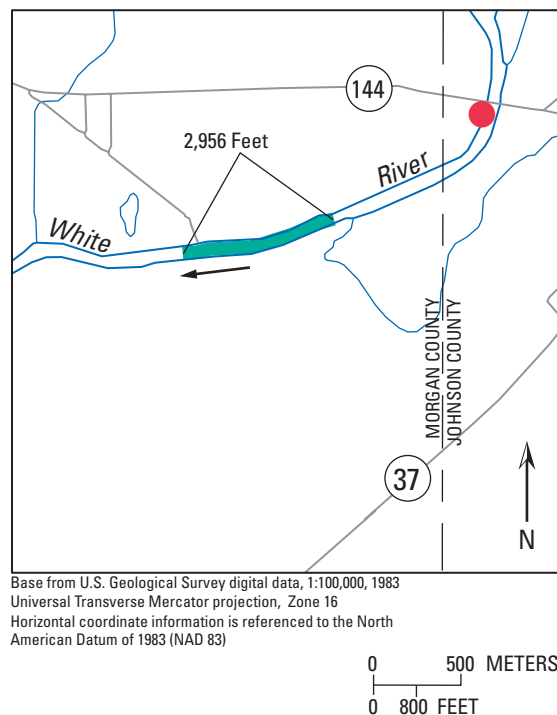 144
2,956 Feet
River
White
MORGAN COUNTY
JOHNSON COUNTY
37
N
Base from U.S. Geological Survey digital data, 1:100,000, 1983
Universal Transverse Mercator projection, Zone 16
Horizontal coordinate information is referenced to the North
American Datum of 1983 (NAD 83)
0 500 METERS
0 800 FEET